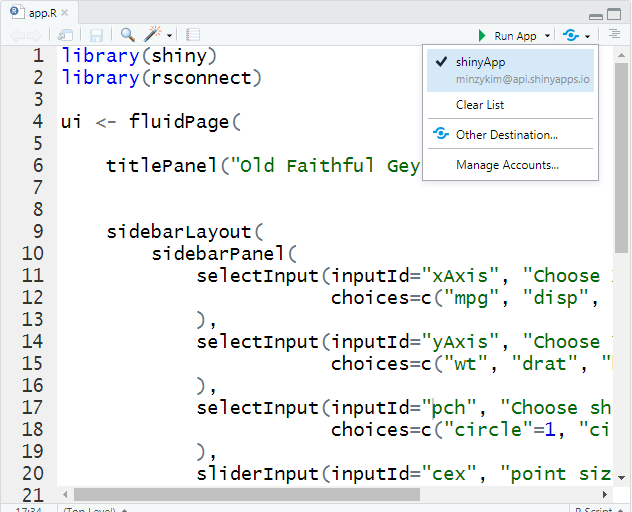 app.R
Run App
shinyApp
minzykim@api.shinyapps.io
Clear List
Other Destination...
Manage Accounts...
1 library(shiny)
2 library(rsconnect)
3
4 ui <- fluidPage(
5
6 titlePanel("Old Faithful Gey
7
8
9 sidebarLayout(
10 sidebarPanel(
11 selectInput(inputId="xAxis", "Choose
12 choices=c("mpg", "disp",
13 ),
14 selectInput(inputId="yAxis", "Choose
15 choices=c("wt", "drat", "
16 ),
17 selectInput(inputId="pch", "Choose sh
18 choices=c("circle"=1, "ci
19 ),
20 sliderInput(inputId="cex", "point siz
21
17:34 (Top Level) R Script